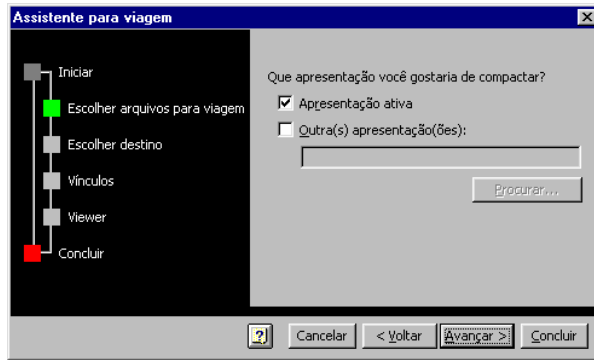 Assistente para viagem
Iniciar
Escolher arquivos para viagem
Escolher destino
Vínculos
Viewer
Concluir
Que apresentação você gostaria de compactar?
Apresentação ativa
Outra(s) apresentação(ões):
Procurar...
?
Cancelar
< Voltar
Avançar >
Concluir